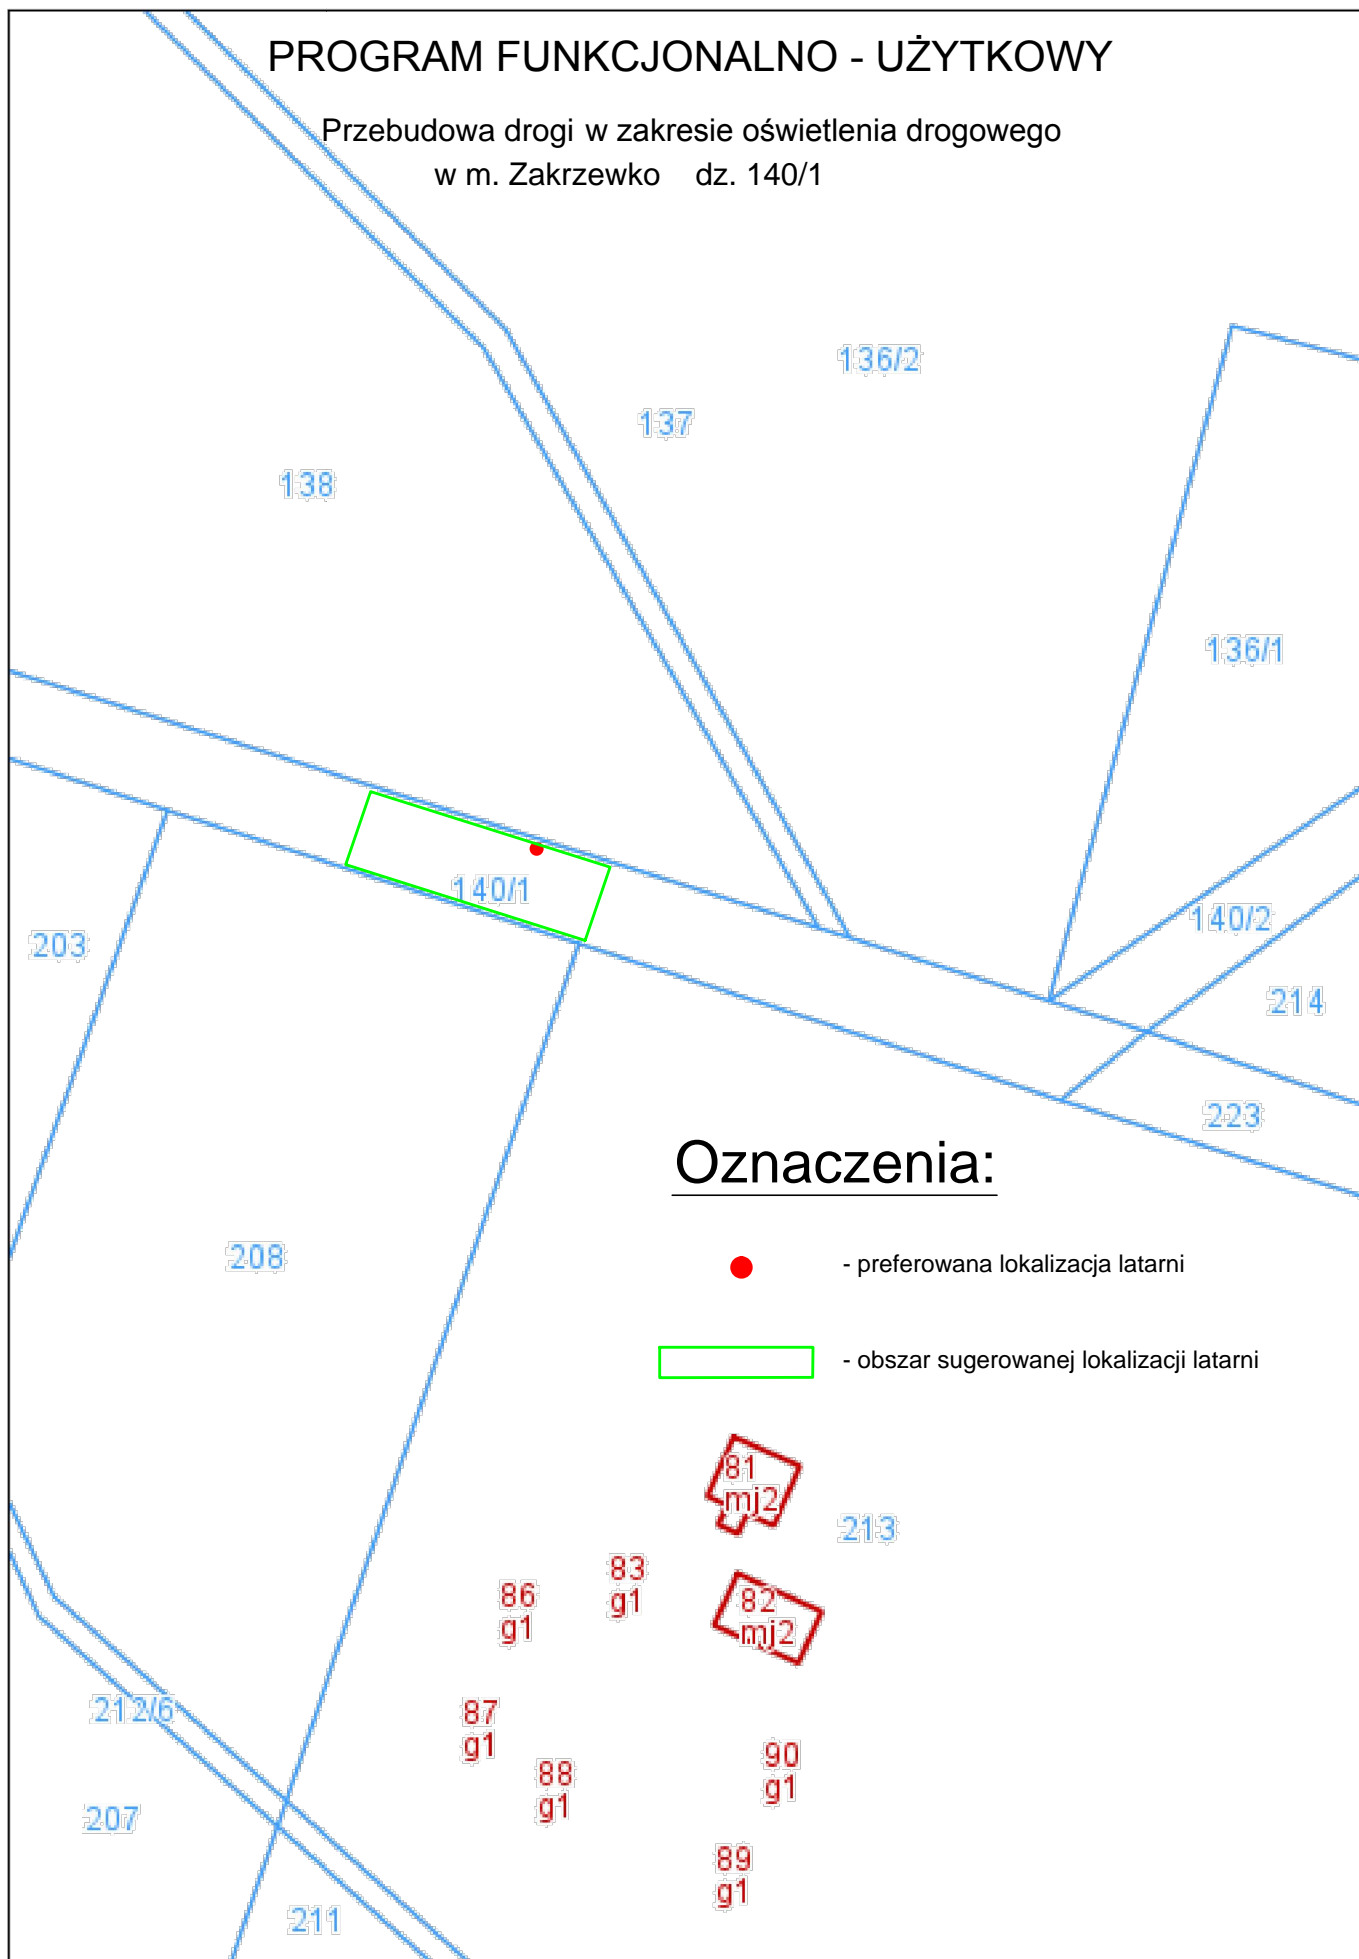 PROGRAM FUNKCJONALNO - UŻYTKOWY
Przebudowa drogi w zakresie oświetlenia drogowego
w m. Zakrzewko dz. 140/1
136/2
137
138
136/1
140/1
140/2
203
214
223
Oznaczenia:
208
- preferowana lokalizacja latarni
- obszar sugerowanej lokalizacji latarni
81
mj2
213
83
g1
86
g1
82
mj2
212/6
87
g1
90
g1
88
g1
207
89
g1
211